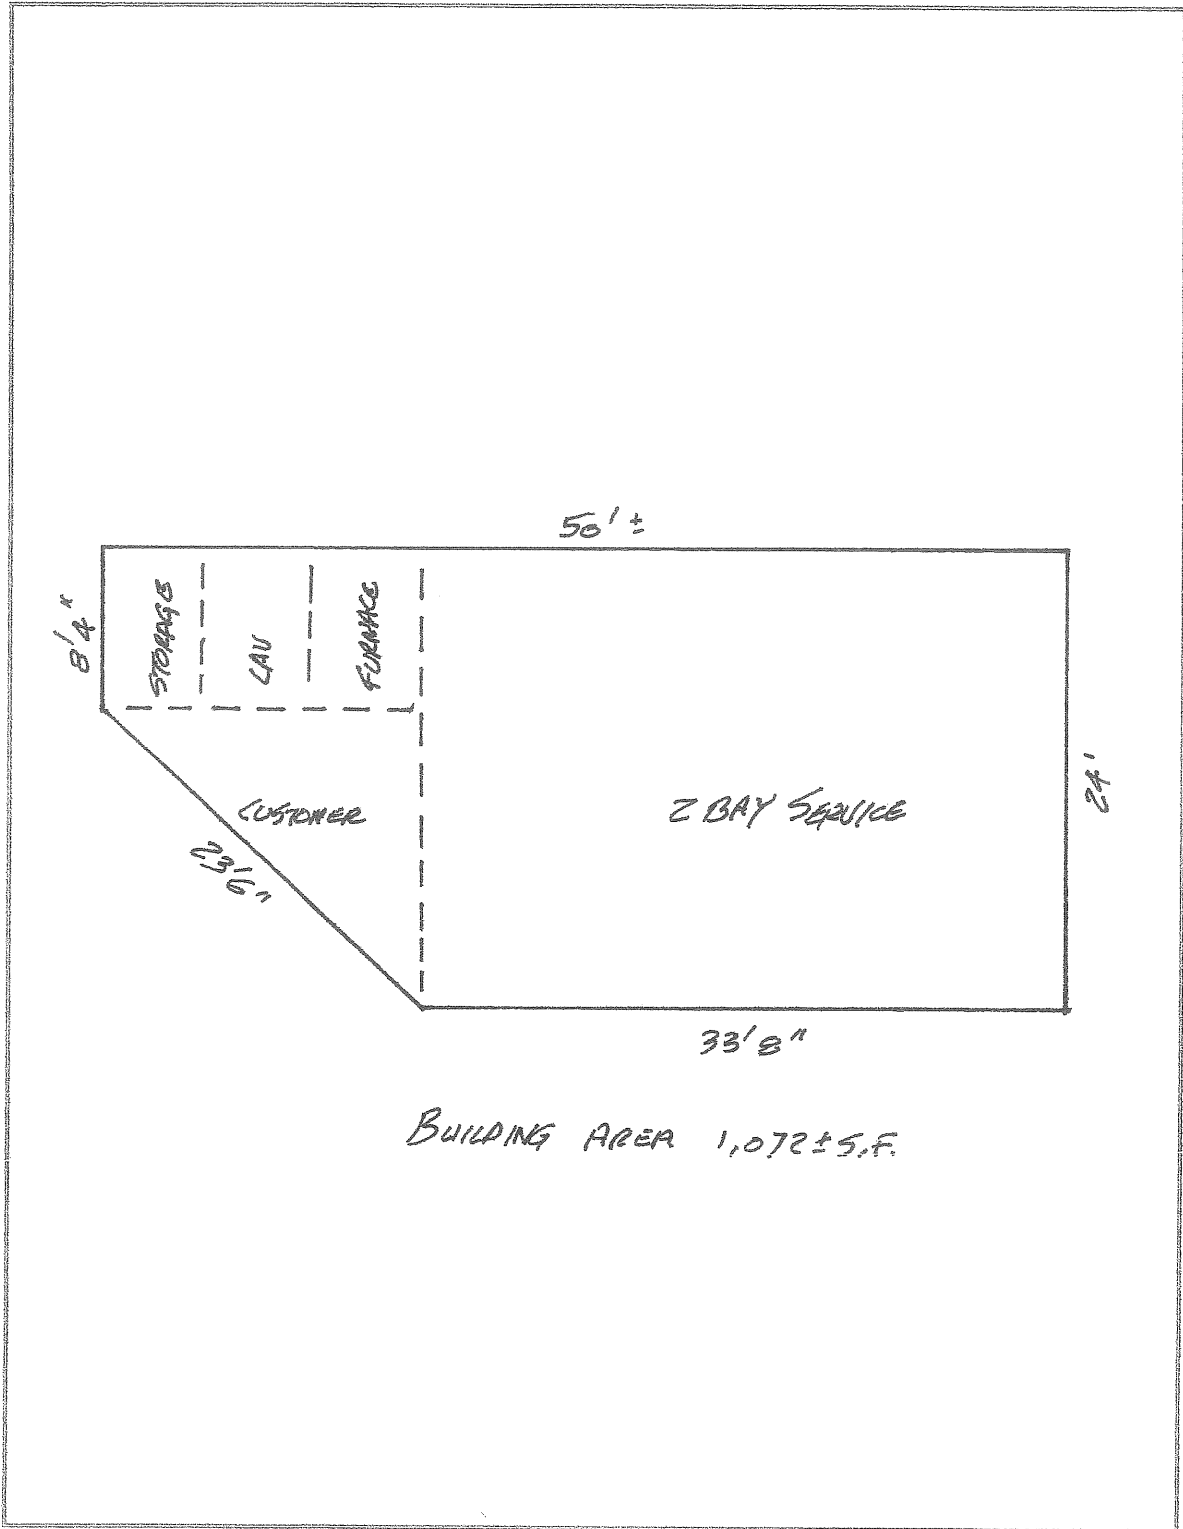 50' ±
8'4"
STORAGE
LAV
FURNACE
CUSTOMER
2 BAY SERVICE
24'
23'6"
33'8"
BUILDING AREA 1,072± S.F.